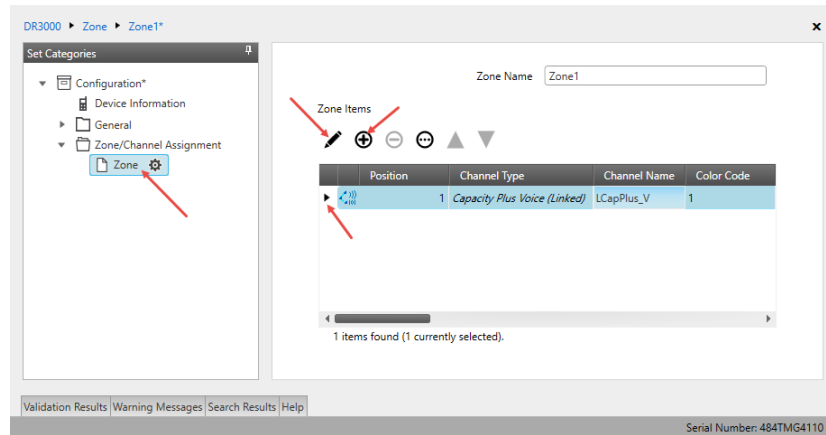 DR3000 Zone Zone1*
Set Categories
Configuration*
Device Information
General
Zone/Channel Assignment
Zone
Zone Name Zone1
Zone Items
Position Channel Type Channel Name Color Code
1 Capacity Plus Voice (Linked) LCapPlus_V 1
1 items found (1 currently selected).
Validation Results Warning Messages Search Results Help
Serial Number: 484TMG4110